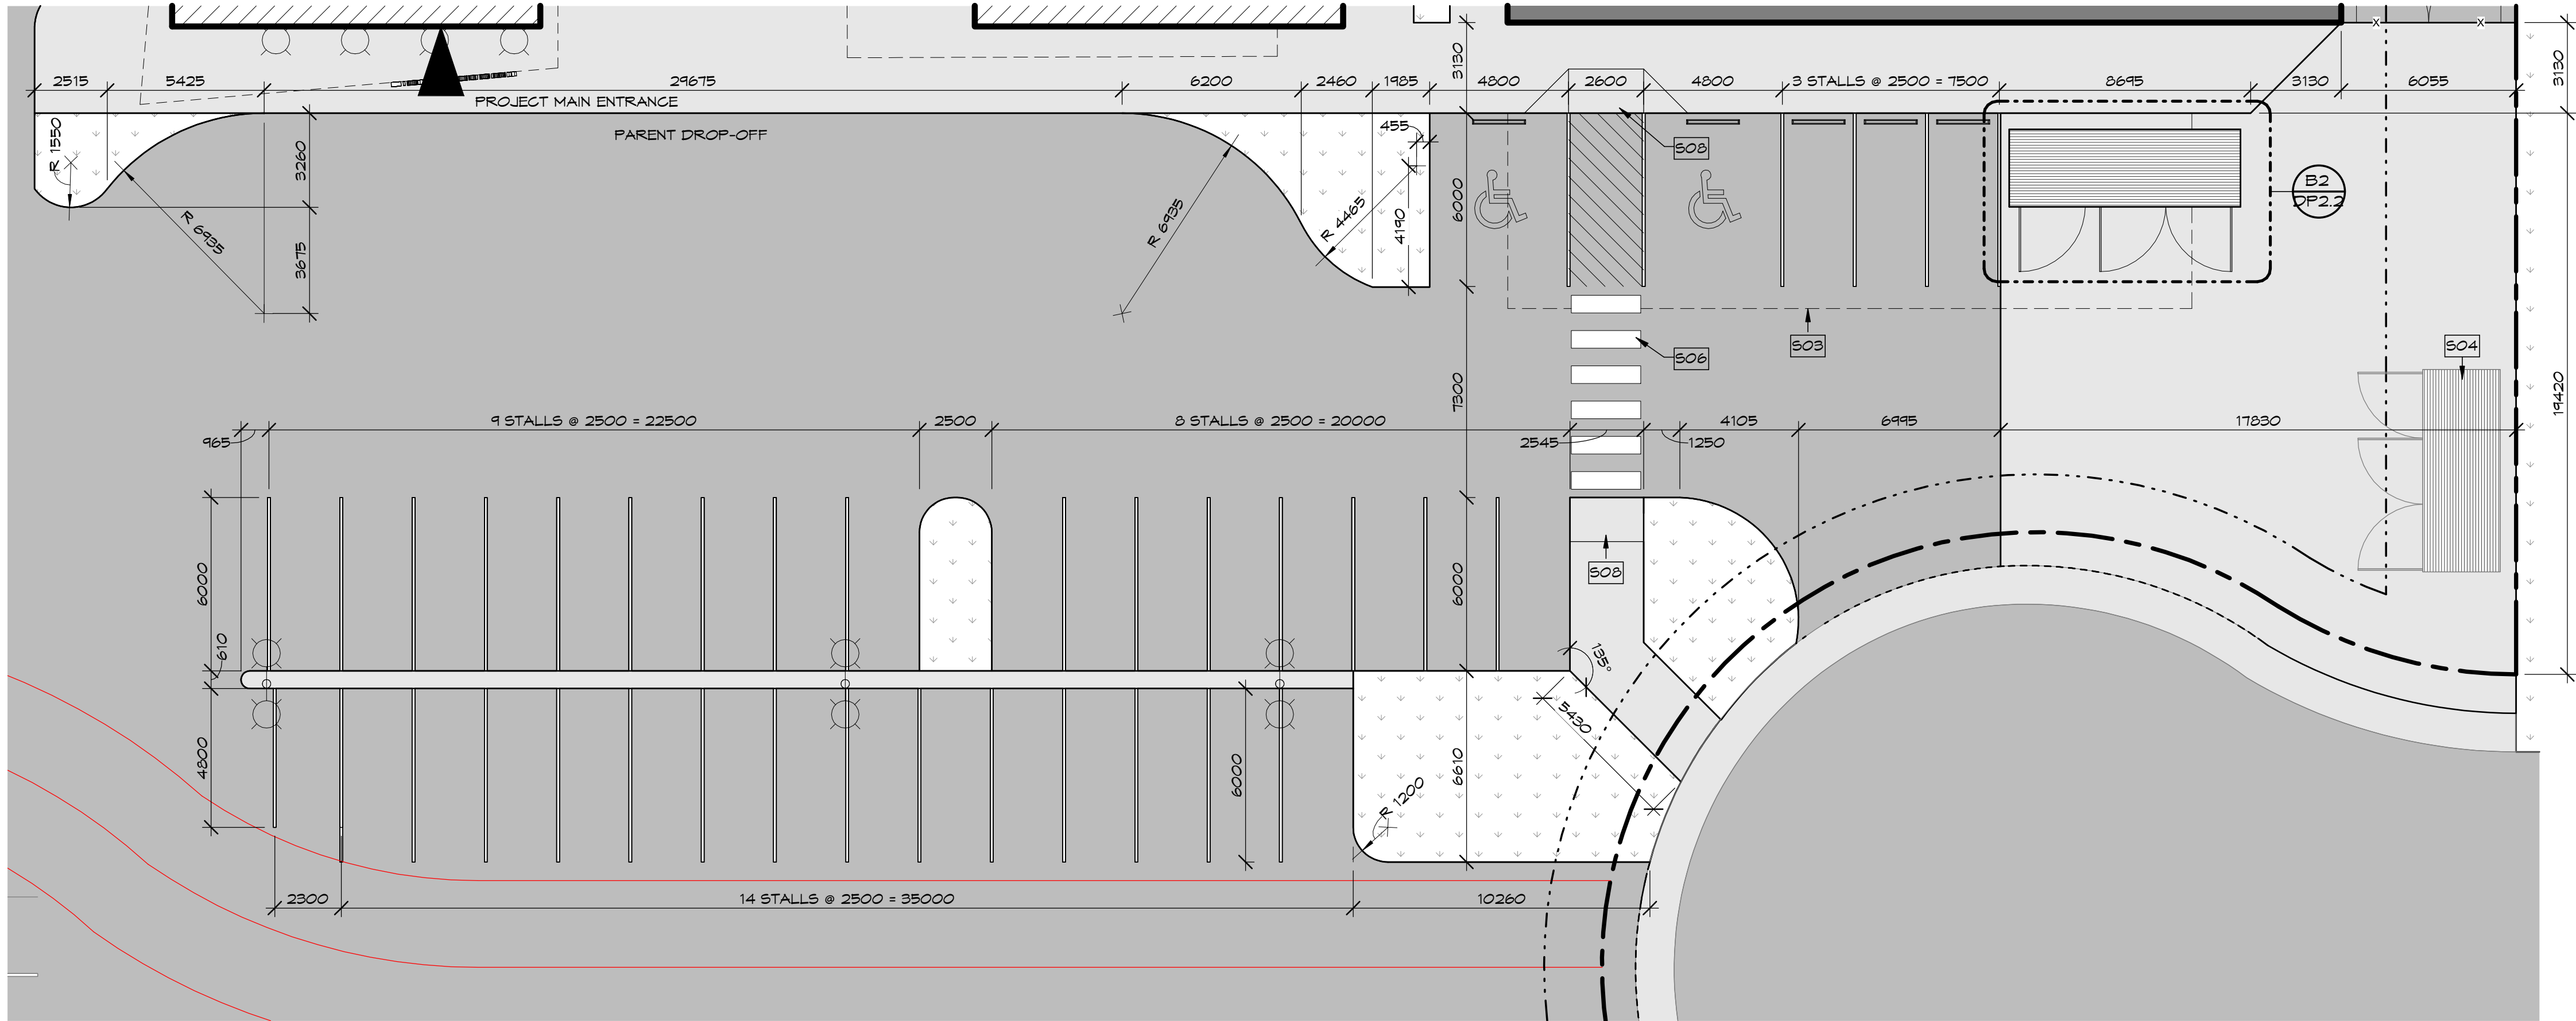 3130
3130
2515
5425
29675
6200
2460
1985
4800
2600
4800
3 STALLS @ 2500 = 7500
8695
3130
6055
PROJECT MAIN ENTRANCE
PARENT DROP-OFF
R 1550
3260
455
S08
6000
R 6935
3675
R 6935
R 4465
4190
B2
DP2.2
S06
S03
S04
7300
19420
9 STALLS @ 2500 = 22500
2500
8 STALLS @ 2500 = 20000
4105
6995
17830
965
2545
1250
6000
6000
S08
610
135°
5430
4800
6000
6610
R 1200
2300
14 STALLS @ 2500 = 35000
10260
X
X